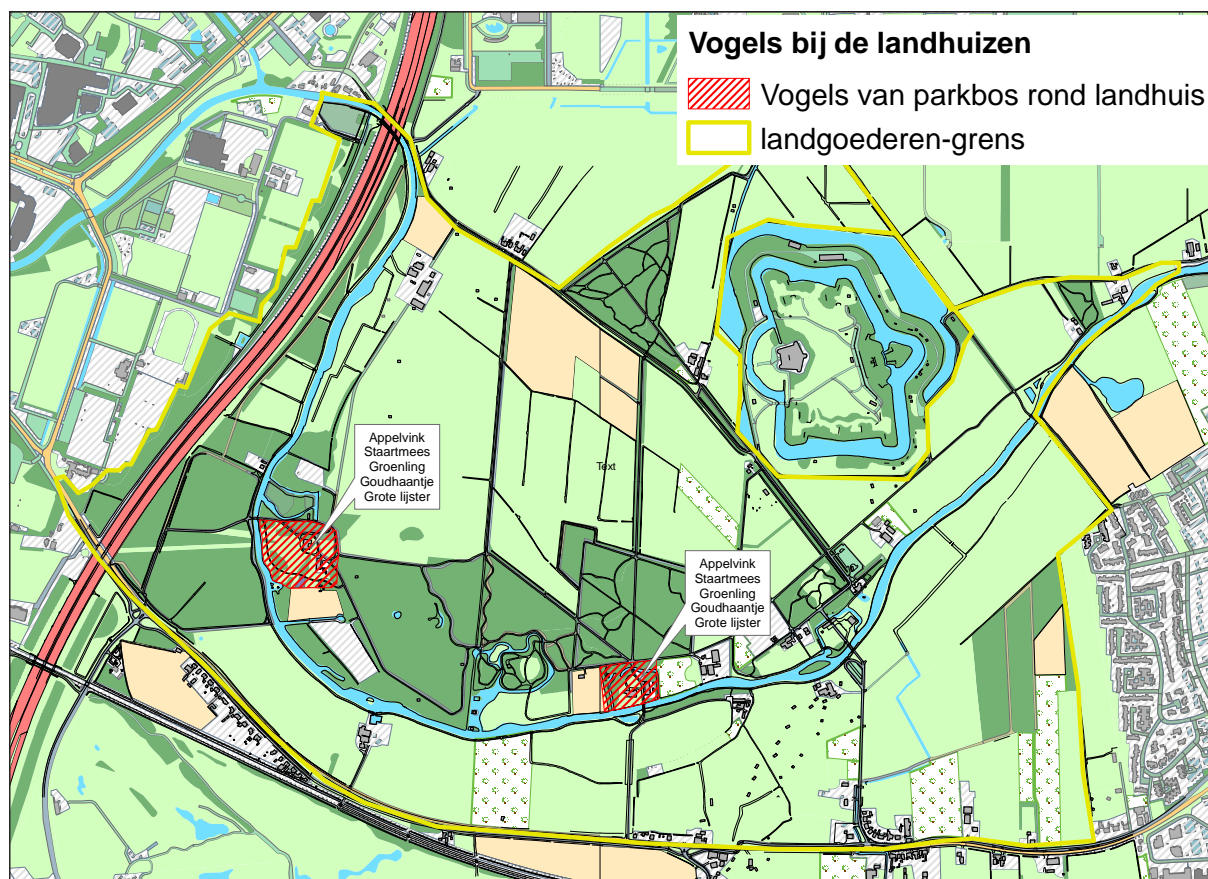 Vogels bij de landhuizen
Vogels van parkbos rond landhuis
landgoederen-grens
Appelvink
Staartmees
Groenling
Goudhaantje
Grote lijster
Text
Appelvink
Staartmees
Groenling
Goudhaantje
Grote lijster